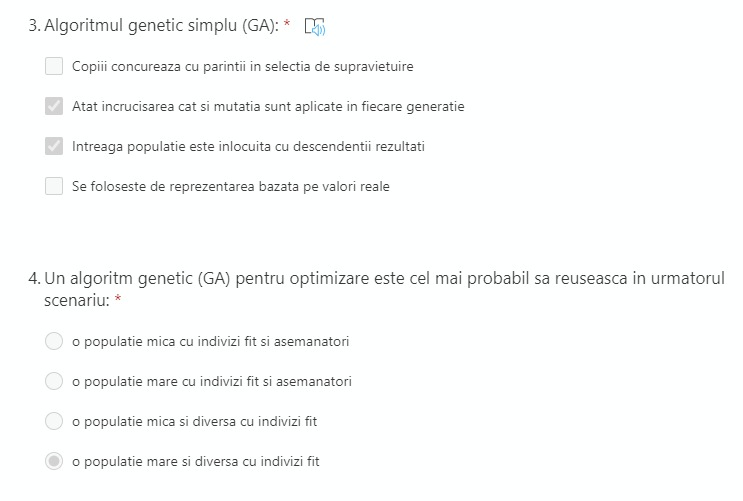 3. Algoritmul genetic simplu (GA): *
Copiii concureaza cu parintii in selectia de supravietuire
Atat incrucisarea cat si mutatia sunt aplicate in fiecare generatie
Intreaga populatie este inlocuita cu descendentii rezultati
Se foloseste de reprezentarea bazata pe valori reale
4. Un algoritm genetic (GA) pentru optimizare este cel mai probabil sa reuseasca in urmatorul
scenariu: *
o populatie mica cu indivizi fit si asemanatori
o populatie mare cu indivizi fit si asemanatori
o populatie mica si diversa cu indivizi fit
o populatie mare si diversa cu indivizi fit